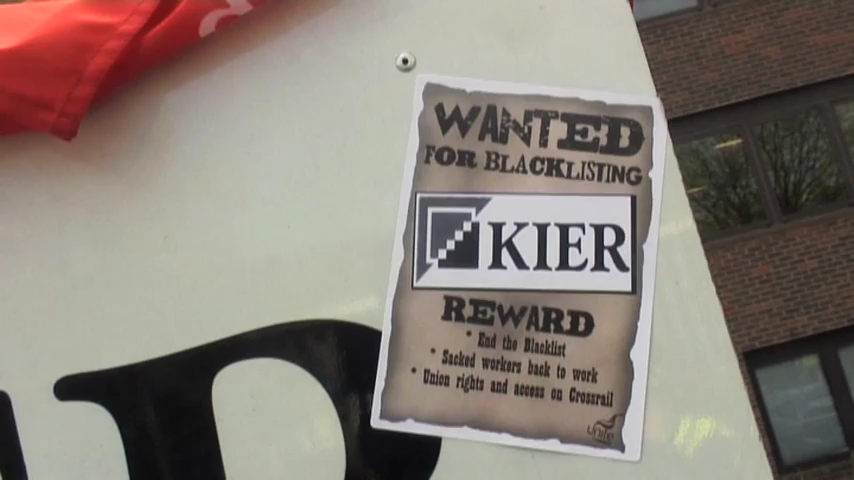 WANTED
FOR BLACKLISTING
KIER
REWARD
• End the Blacklist
• Sacked workers back to work
• Union rights and access on Crossrail
unite